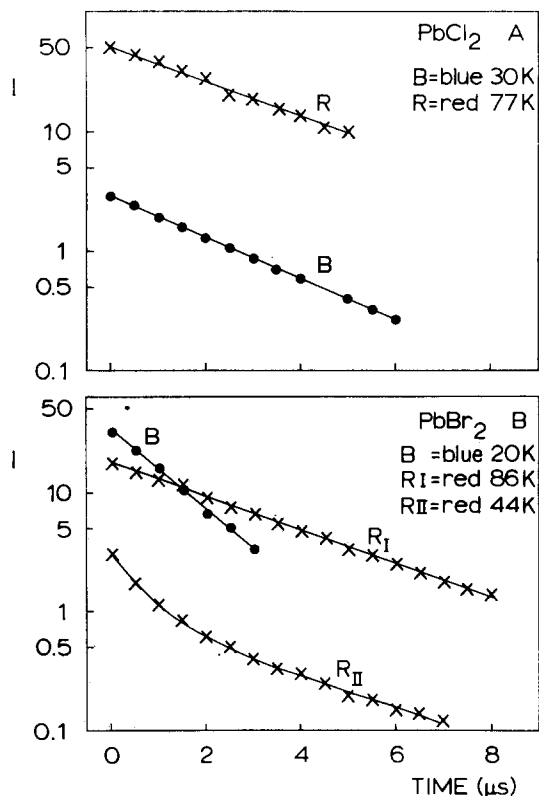 PbCl₂ A
B=blue 30K
R=red 77K
I
50
10
5
1
0.5
0.1
R
B
PbBr₂ B
B =blue 20K
RI=red 86K
RII=red 44K
I
50
10
5
1
0.5
0.1
B
RI
RII
0 2 4 6 8
TIME (μs)